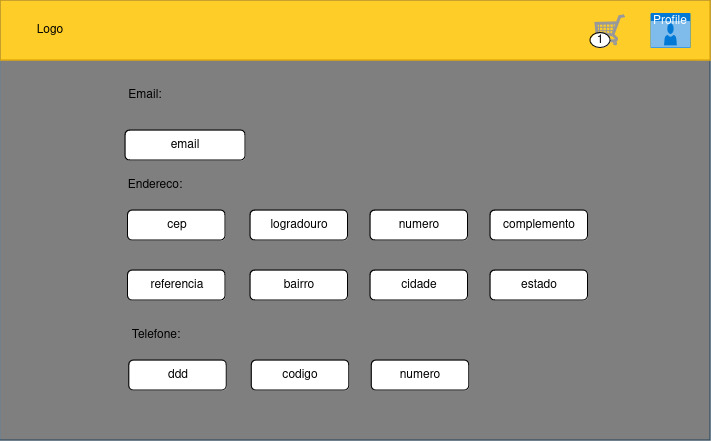 Logo
1
Profile
Email:
email
Endereco:
cep logradouro numero complemento
referencia bairro cidade estado
Telefone:
ddd codigo numero